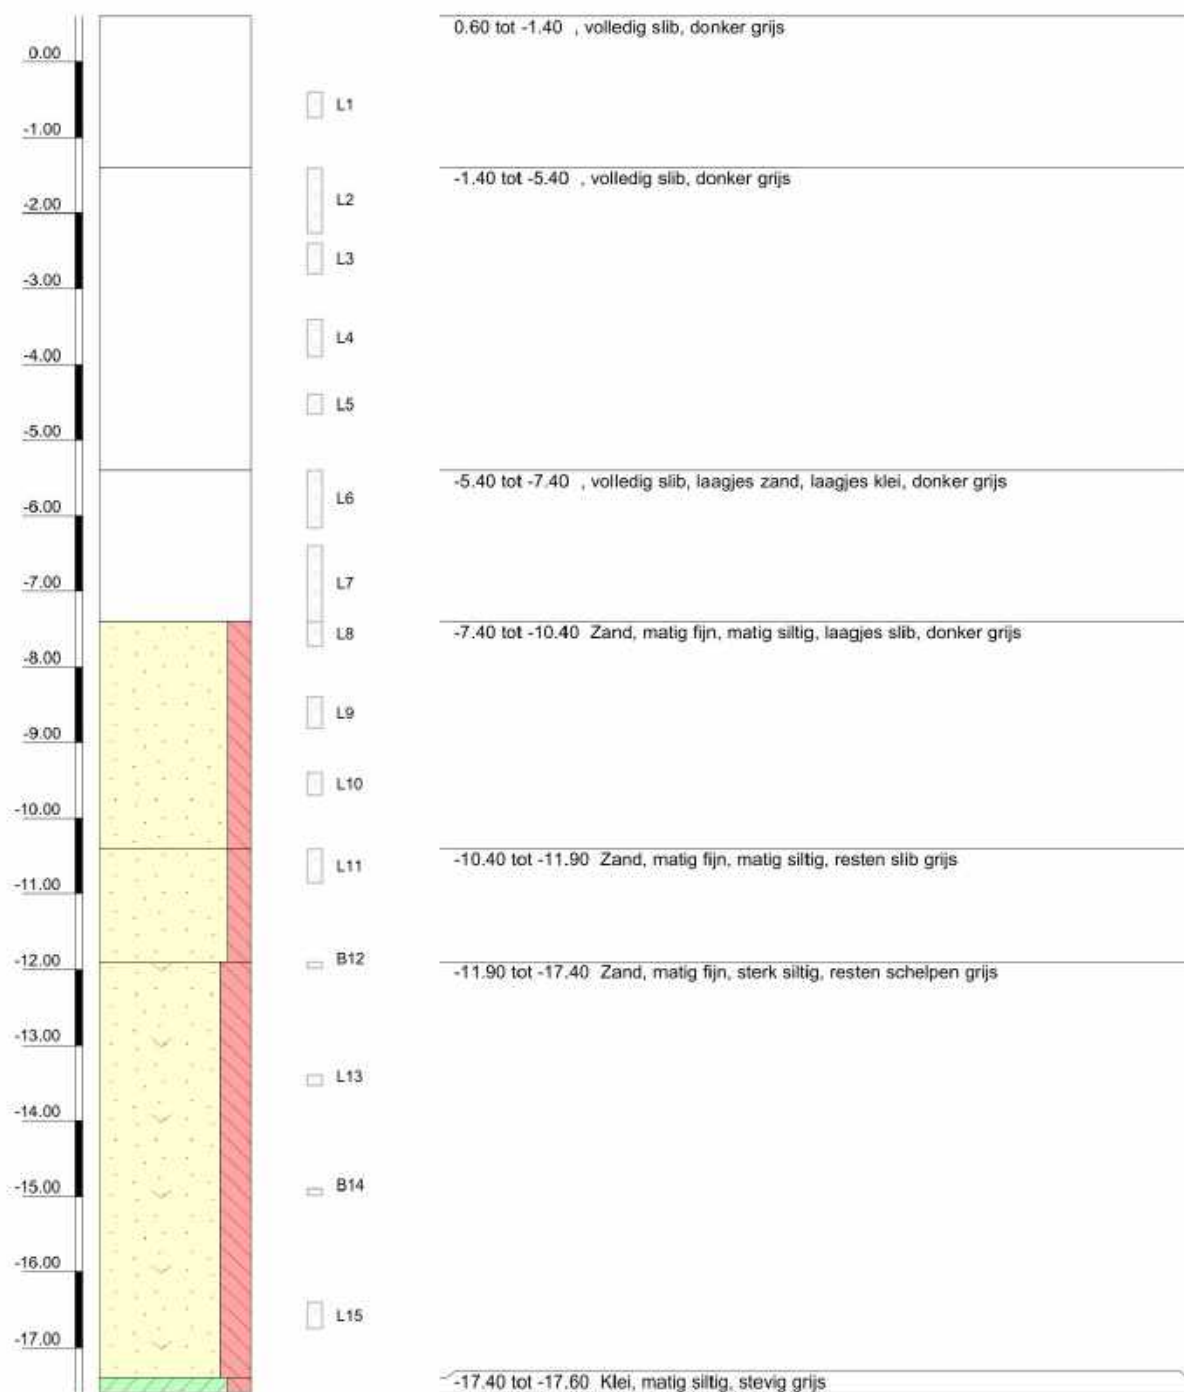 0.60 tot -1.40 , volledig slib, donker grijs
0.00
L1
-1.00
-1.40 tot -5.40 , volledig slib, donker grijs
L2
-2.00
L3
-3.00
L4
-4.00
L5
-5.00
-5.40 tot -7.40 , volledig slib, laagjes zand, laagjes klei, donker grijs
L6
-6.00
L7
-7.00
L8
-7.40 tot -10.40 Zand, matig fijn, matig siltig, laagjes slib, donker grijs
-8.00
L9
-9.00
L10
-10.00
L11
-10.40 tot -11.90 Zand, matig fijn, matig siltig, resten slib grijs
-11.00
B12
-12.00
-11.90 tot -17.40 Zand, matig fijn, sterk siltig, resten schelpen grijs
-13.00
L13
-14.00
B14
-15.00
-16.00
L15
-17.00
-17.40 tot -17.60 Klei, matig siltig, stevig grijs